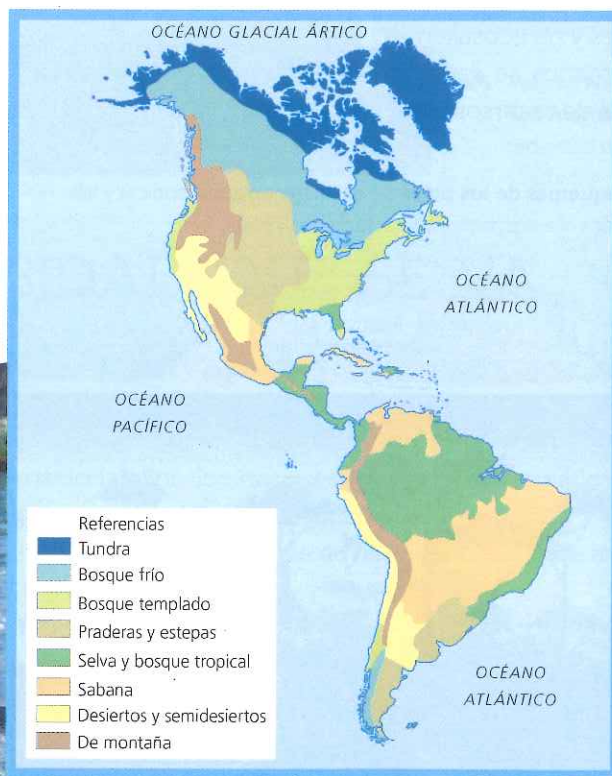 OCÉANO GLACIAL ÁRTICO
OCÉANO
ATLÁNTICO
OCÉANO
PACÍFICO
Referencias
Tundra
Bosque frío
Bosque templado
Praderas y estepas
Selva y bosque tropical
Sabana
Desiertos y semidesiertos
De montaña
OCÉANO
ATLÁNTICO